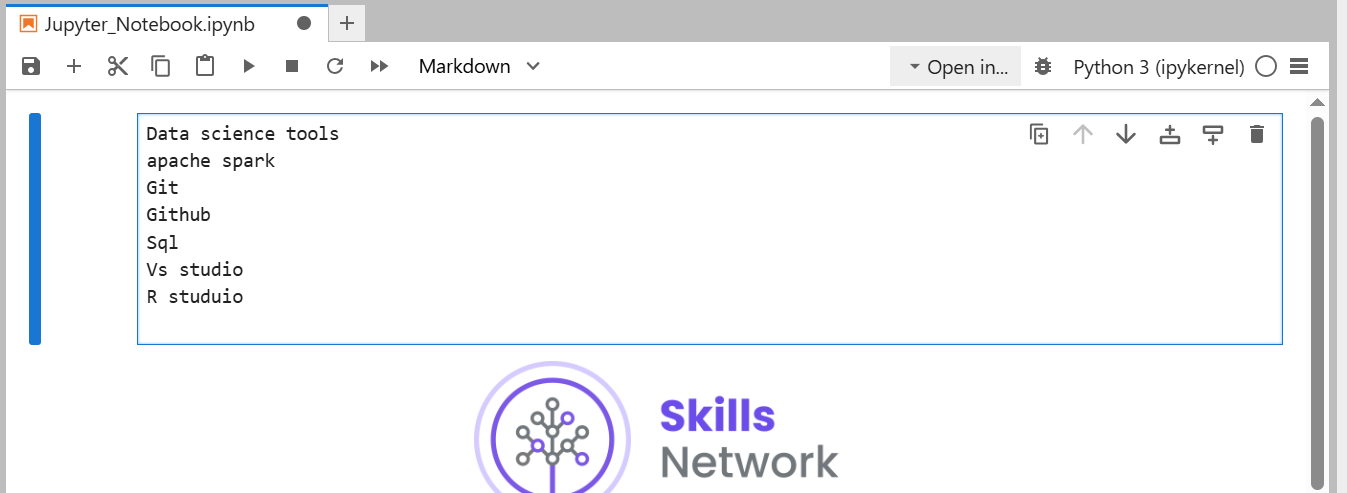 Jupyter_Notebook.ipynb
Markdown
Open in...
Python 3 (ipykernel)
Data science tools
apache spark
Git
Github
Sql
Vs studio
R studuio
Skills
Network